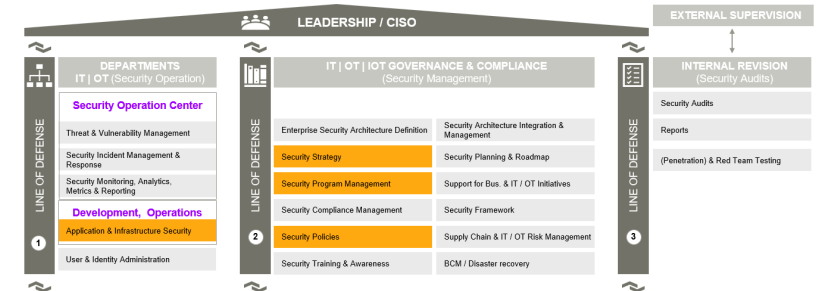 LEADERSHIP / CISO
EXTERNAL SUPERVISION
DEPARTMENTS
IT | OT (Security Operation)
LINE OF DEFENSE
1
Security Operation Center
Threat & Vulnerability Management
Security Incident Management &
Response
Security Monitoring, Analytics,
Metrics & Reporting
Development, Operations
Application & Infrastructure Security
User & Identity Administration
IT | OT | IOT GOVERNANCE & COMPLIANCE
(Security Management)
LINE OF DEFENSE
2
Enterprise Security Architecture Definition
Security Strategy
Security Program Management
Security Compliance Management
Security Policies
Security Training & Awareness
Security Architecture Integration &
Management
Security Planning & Roadmap
Support for Bus. & IT / OT Initiatives
Security Framework
Supply Chain & IT / OT Risk Management
BCM / Disaster recovery
INTERNAL REVISION
(Security Audits)
LINE OF DEFENSE
3
Security Audits
Reports
(Penetration) & Red Team Testing